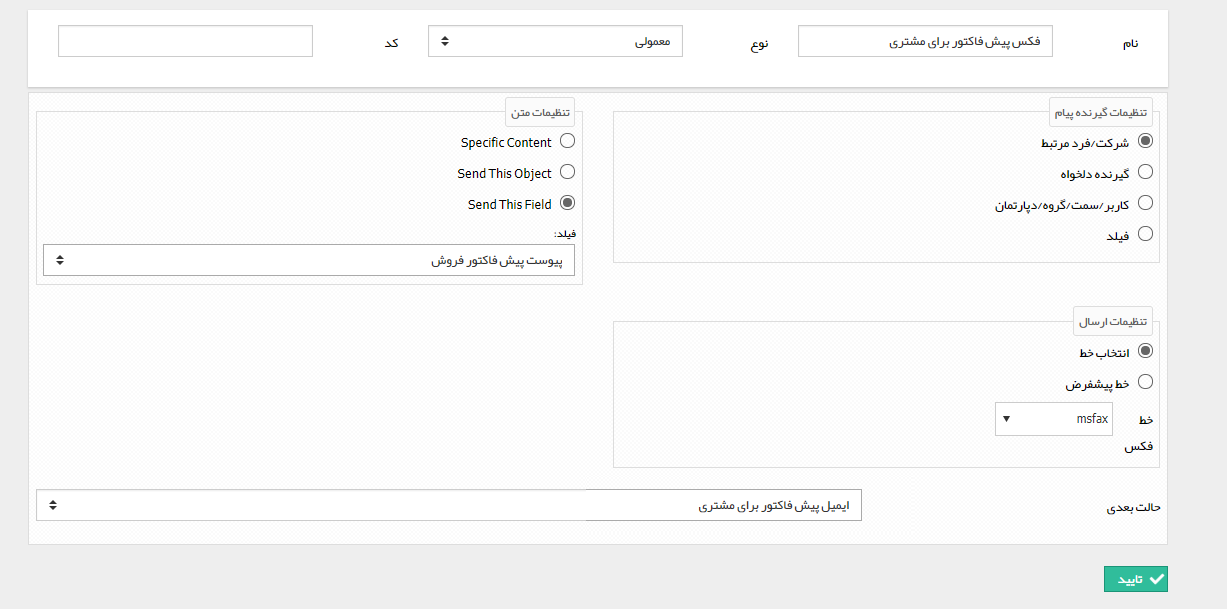 نام
فکس پیش فاکتور برای مشتری
نوع
معمولی
کد
تنظیمات گیرنده پیام
شرکت/فرد مرتبط
گیرنده دلخواه
کاربر/سمت/گروه/دپارتمان
فیلد
تنظیمات متن
Specific Content
Send This Object
Send This Field
فیلد:
پیوست پیش فاکتور فروش
تنظیمات ارسال
انتخاب خط
خط پیشفرض
خط
msfax
فکس
حالت بعدی
ایمیل پیش فاکتور برای مشتری
تایید